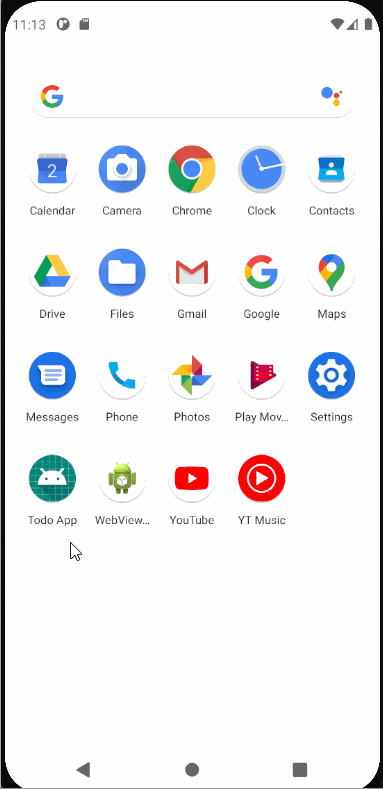 11:13
Calendar Camera Chrome Clock Contacts
Drive Files Gmail Google Maps
Messages Phone Photos Play Mov... Settings
Todo App WebView... YouTube YT Music